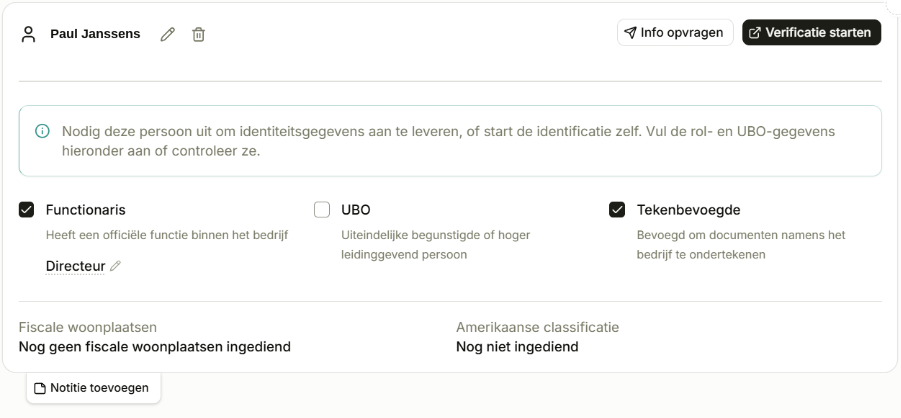 Paul Janssens
Info opvragen
Verificatie starten
Nodig deze persoon uit om identiteitsgegevens aan te leveren, of start de identificatie zelf. Vul de rol- en UBO-gegevens
hieronder aan of controleer ze.
Functionaris
Heeft een officiële functie binnen het bedrijf
Directeur
UBO
Uiteindelijke begunstigde of hoger
leidinggevend persoon
Tekenbevoegde
Bevoegd om documenten namens het
bedrijf te ondertekenen
Fiscale woonplaatsen
Nog geen fiscale woonplaatsen ingediend
Amerikaanse classificatie
Nog niet ingediend
Notitie toevoegen